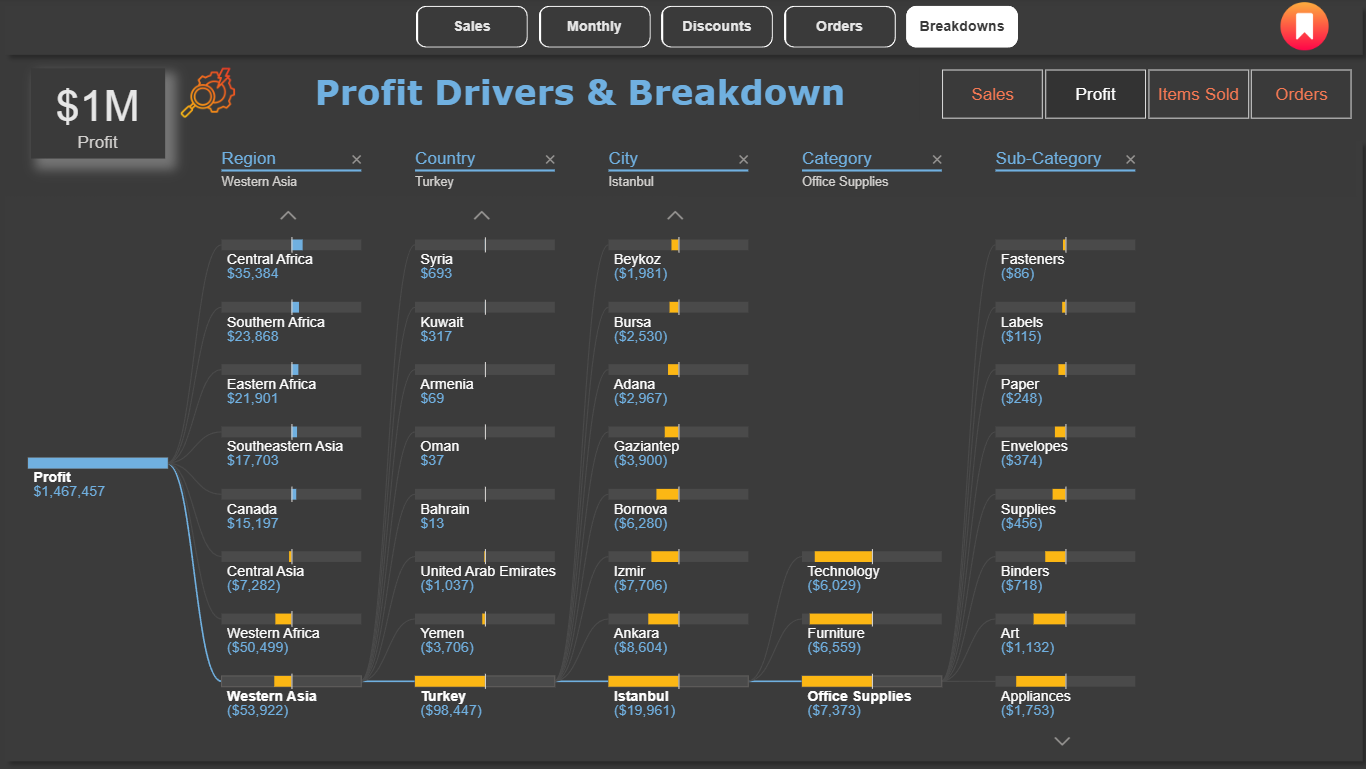 Sales
Monthly
Discounts
Orders
Breakdowns
$1M
Profit
Profit Drivers & Breakdown
Sales
Profit
Items Sold
Orders
Region
Western Asia
Country
Turkey
City
Istanbul
Category
Office Supplies
Sub-Category
Profit
$1,467,457
Central Africa
$35,384
Southern Africa
$23,868
Eastern Africa
$21,901
Southeastern Asia
$17,703
Canada
$15,197
Central Asia
($7,282)
Western Africa
($50,499)
Western Asia
($53,922)
Syria
$693
Kuwait
$317
Armenia
$69
Oman
$37
Bahrain
$13
United Arab Emirates
($1,037)
Yemen
($3,706)
Turkey
($98,447)
Beykoz
($1,981)
Bursa
($2,530)
Adana
($2,967)
Gaziantep
($3,900)
Bornova
($6,280)
Izmir
($7,706)
Ankara
($8,604)
Istanbul
($19,961)
Technology
($6,029)
Furniture
($6,559)
Office Supplies
($7,373)
Fasteners
($86)
Labels
($115)
Paper
($248)
Envelopes
($374)
Supplies
($456)
Binders
($718)
Art
($1,132)
Appliances
($1,753)